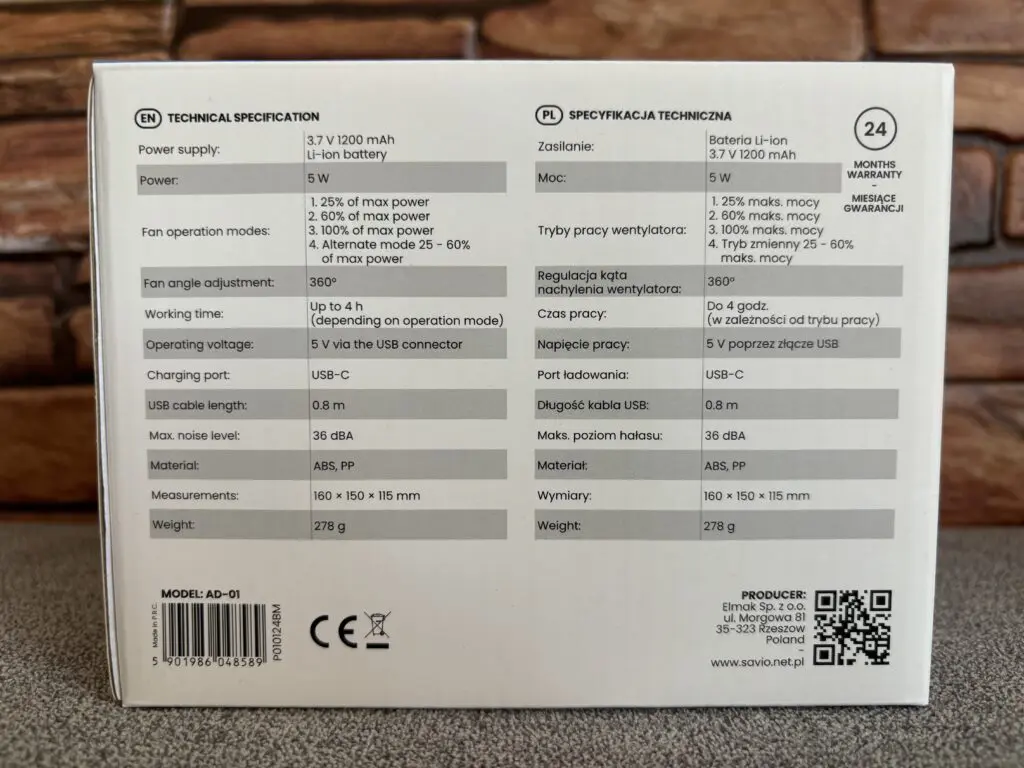 EN TECHNICAL SPECIFICATION
Power supply: 3.7 V 1200 mAh
Li-ion battery
Power: 5 W
Fan operation modes: 1. 25% of max power
2. 60% of max power
3. 100% of max power
4. Alternate mode 25 - 60%
of max power
Fan angle adjustment: 360°
Working time: Up to 4 h
(depending on operation mode)
Operating voltage: 5 V via the USB connector
Charging port: USB-C
USB cable length: 0.8 m
Max. noise level: 36 dBA
Material: ABS, PP
Measurements: 160 × 150 × 115 mm
Weight: 278 g
PL SPECYFIKACJA TECHNICZNA
Zasilanie: Bateria Li-ion
3.7 V 1200 mAh
Moc: 5 W
Tryby pracy wentylatora: 1. 25% maks. mocy
2. 60% maks. mocy
3. 100% maks. mocy
4. Tryb zmienny 25 - 60%
maks. mocy
Regulacja kąta
nachylenia wentylatora: 360°
Czas pracy: Do 4 godz.
(w zależności od trybu pracy)
Napięcie pracy: 5 V poprzez złącze USB
Port ładowania: USB-C
Długość kabla USB: 0.8 m
Maks. poziom hałasu: 36 dBA
Materiał: ABS, PP
Wymiary: 160 × 150 × 115 mm
Weight: 278 g
24
MONTHS
WARRANTY
-
MIESIĄCE
GWARANCJI
MODEL: AD-01
Made in P.R.C.
5 901986 048589
P010124BM
CE
PRODUCER:
Elmak Sp. z o.o.
ul. Morgowa 81
35-323 Rzeszow
Poland
-
www.savio.net.pl